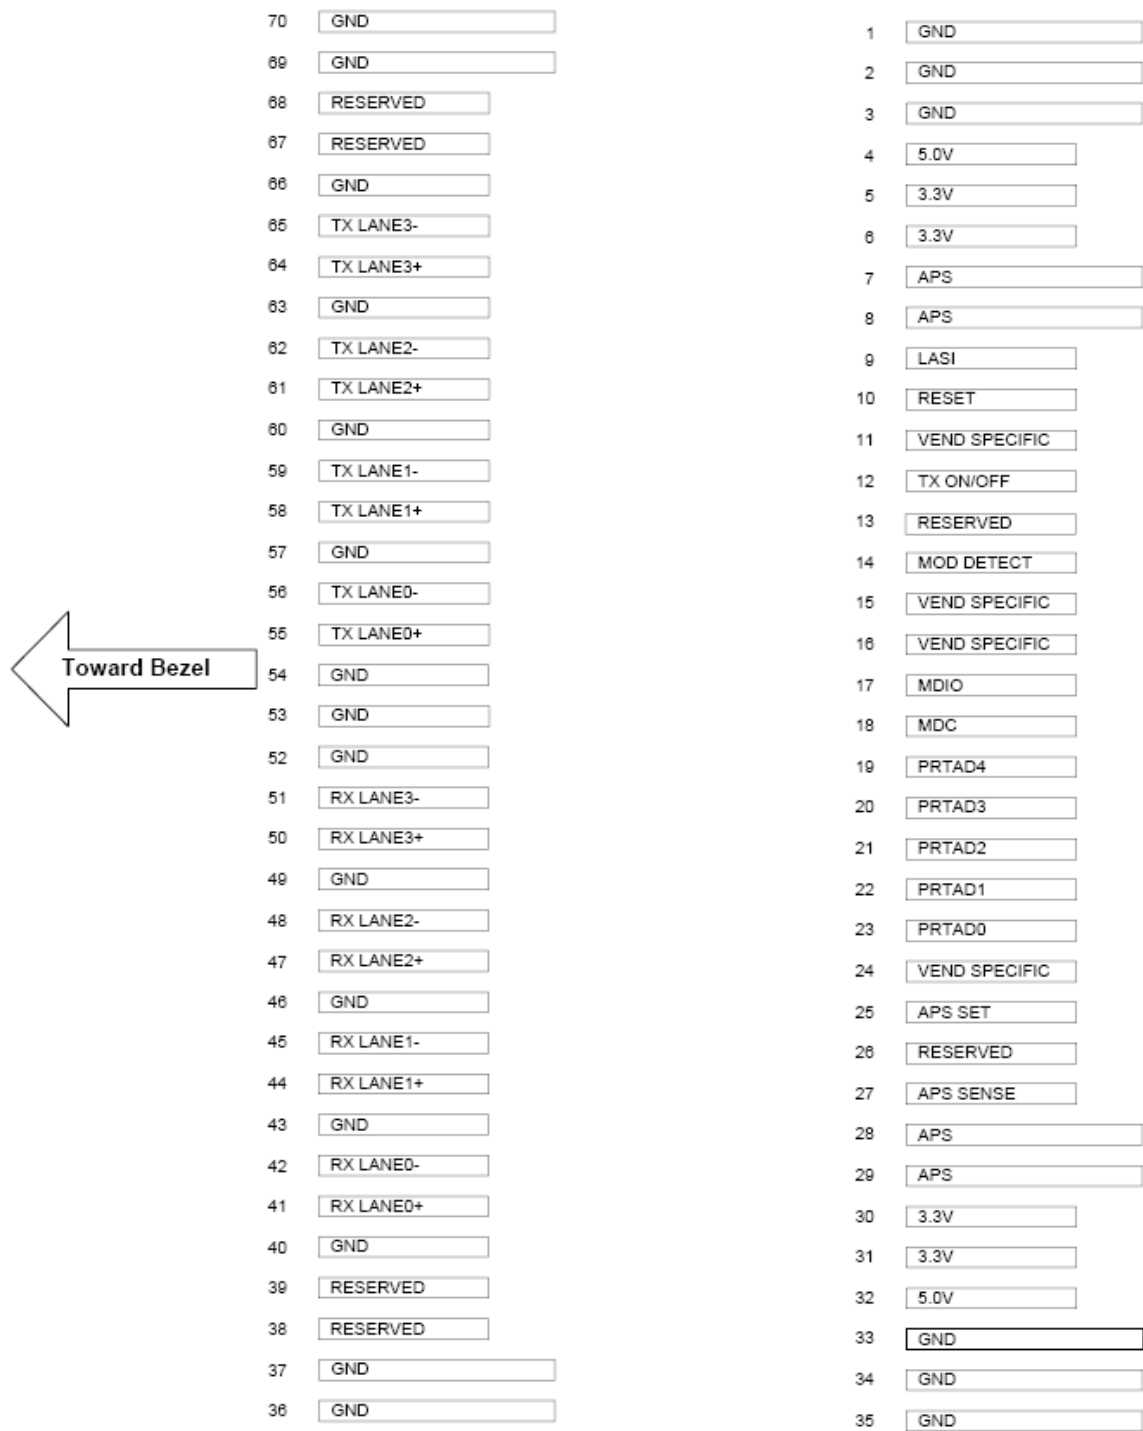 70 GND
69 GND
68 RESERVED
67 RESERVED
66 GND
65 TX LANE3-
64 TX LANE3+
63 GND
62 TX LANE2-
61 TX LANE2+
60 GND
59 TX LANE1-
58 TX LANE1+
57 GND
56 TX LANE0-
55 TX LANE0+
Toward Bezel
54 GND
53 GND
52 GND
51 RX LANE3-
50 RX LANE3+
49 GND
48 RX LANE2-
47 RX LANE2+
46 GND
45 RX LANE1-
44 RX LANE1+
43 GND
42 RX LANE0-
41 RX LANE0+
40 GND
39 RESERVED
38 RESERVED
37 GND
36 GND
1 GND
2 GND
3 GND
4 5.0V
5 3.3V
6 3.3V
7 APS
8 APS
9 LASI
10 RESET
11 VEND SPECIFIC
12 TX ON/OFF
13 RESERVED
14 MOD DETECT
15 VEND SPECIFIC
16 VEND SPECIFIC
17 MDIO
18 MDC
19 PRTAD4
20 PRTAD3
21 PRTAD2
22 PRTAD1
23 PRTAD0
24 VEND SPECIFIC
25 APS SET
26 RESERVED
27 APS SENSE
28 APS
29 APS
30 3.3V
31 3.3V
32 5.0V
33 GND
34 GND
35 GND